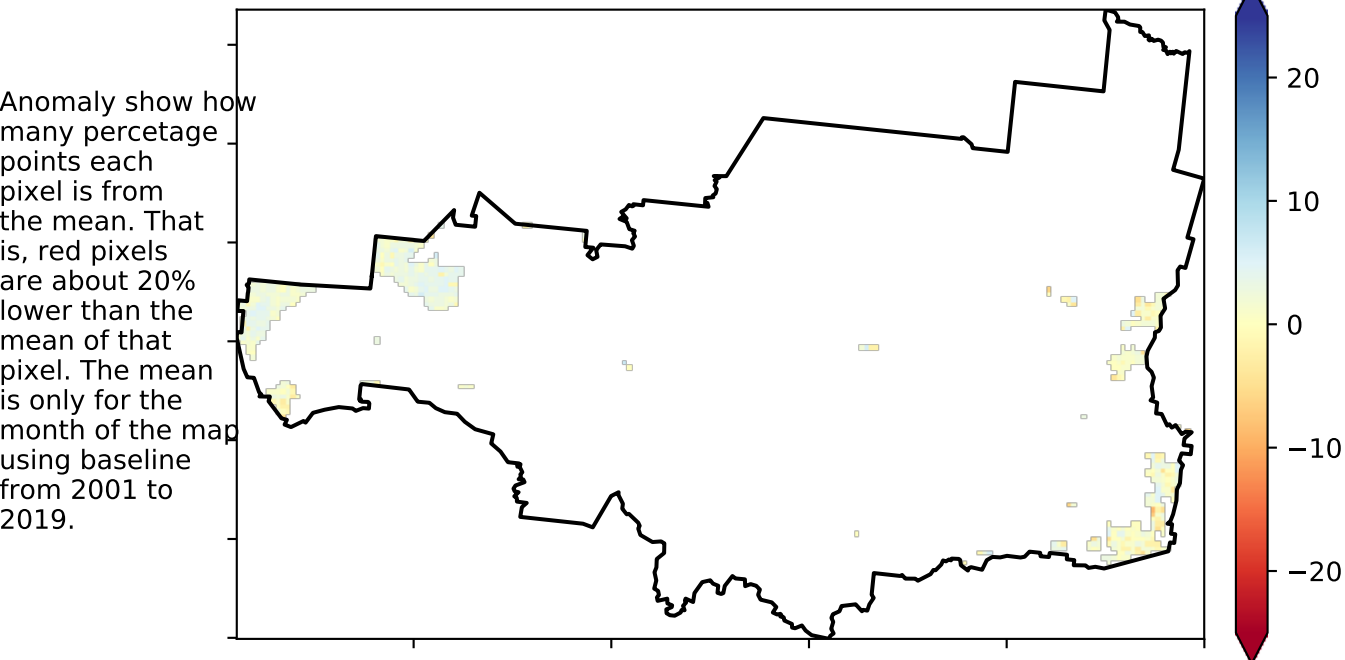 Anomaly show how
many percetage
points each
pixel is from
the mean. That
is, red pixels
are about 20%
lower than the
mean of that
pixel. The mean
is only for the
month of the map
using baseline
from 2001 to
2019.
20
10
0
−10
−20